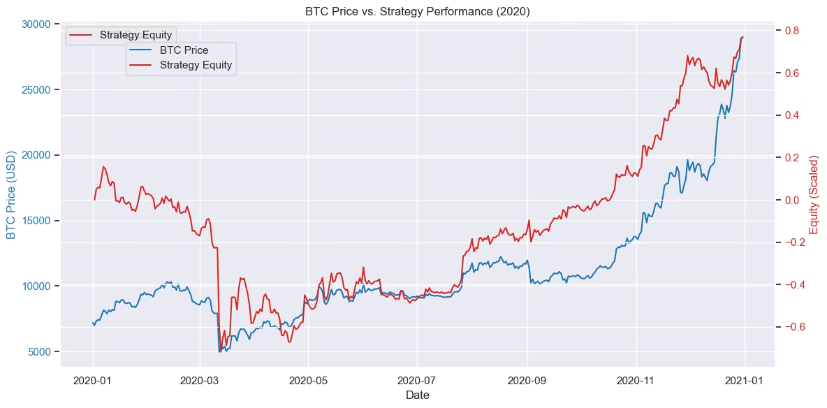 BTC Price vs. Strategy Performance (2020)
Strategy Equity
BTC Price
Strategy Equity
BTC Price (USD)
30000
25000
20000
15000
10000
5000
0.8
0.6
0.4
0.2
0.0
−0.2
−0.4
−0.6
Equity (Scaled)
2020-01 2020-03 2020-05 2020-07 2020-09 2020-11 2021-01
Date